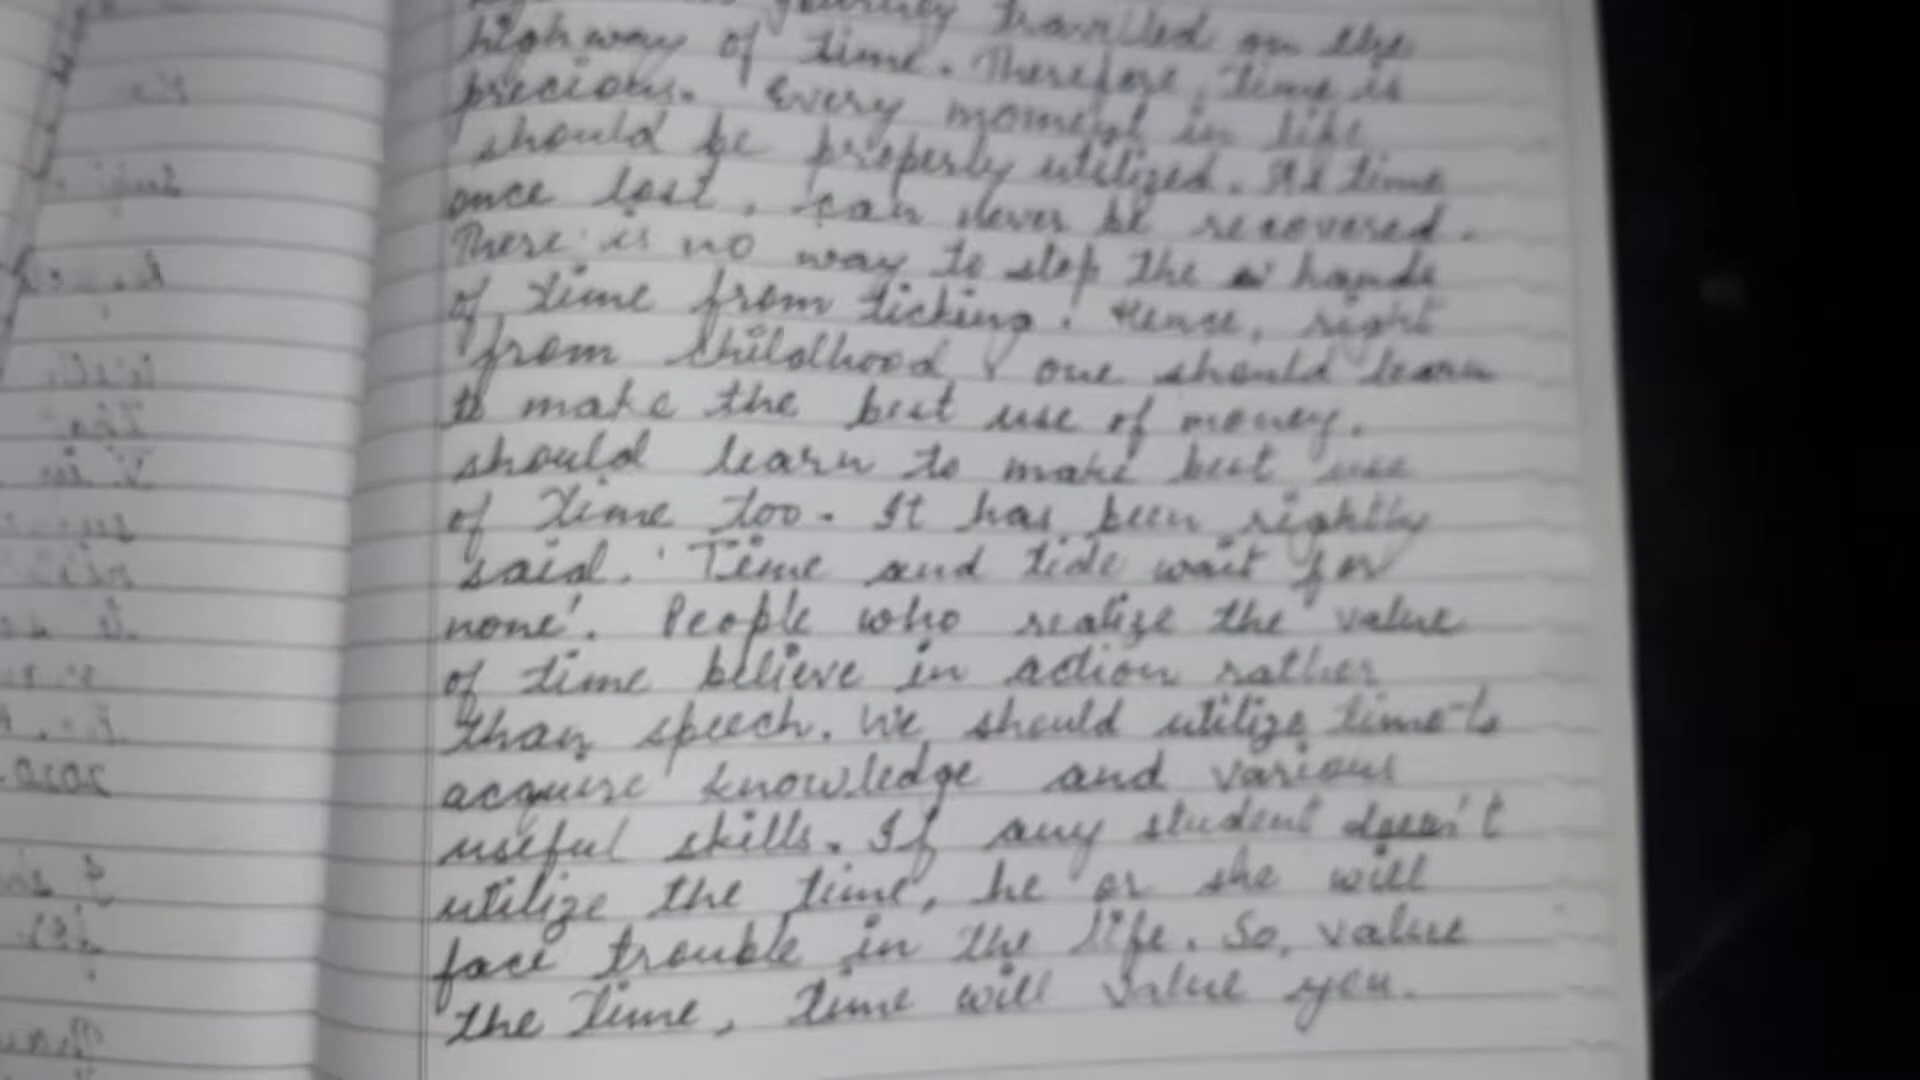 journey travelled on the
highway of time. Therefore, time is
precious. Every moment in life
should be properly utilized. As time
once lost, can never be recovered.
There is no way to stop the hands
of time from ticking. Hence, right
from childhood one should learn
to make the best use of money.
should learn to make best use
of time too. It has been rightly
said. 'Time and tide wait for
none'. People who realize the value
of time believe in action rather
than speech. We should utilize time to
acquire knowledge and various
useful skills. If any student doesn't
utilize the time, he or she will
face trouble in the life. So, value
the time, time will value you.